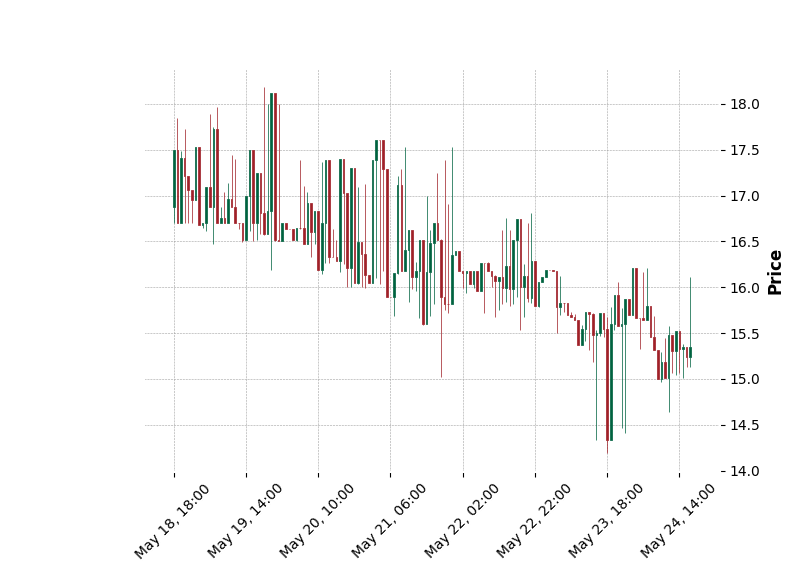 18.0
17.5
17.0
16.5
16.0
15.5
15.0
14.5
14.0
Price
May 18, 18:00
May 19, 14:00
May 20, 10:00
May 21, 06:00
May 22, 02:00
May 22, 22:00
May 23, 18:00
May 24, 14:00